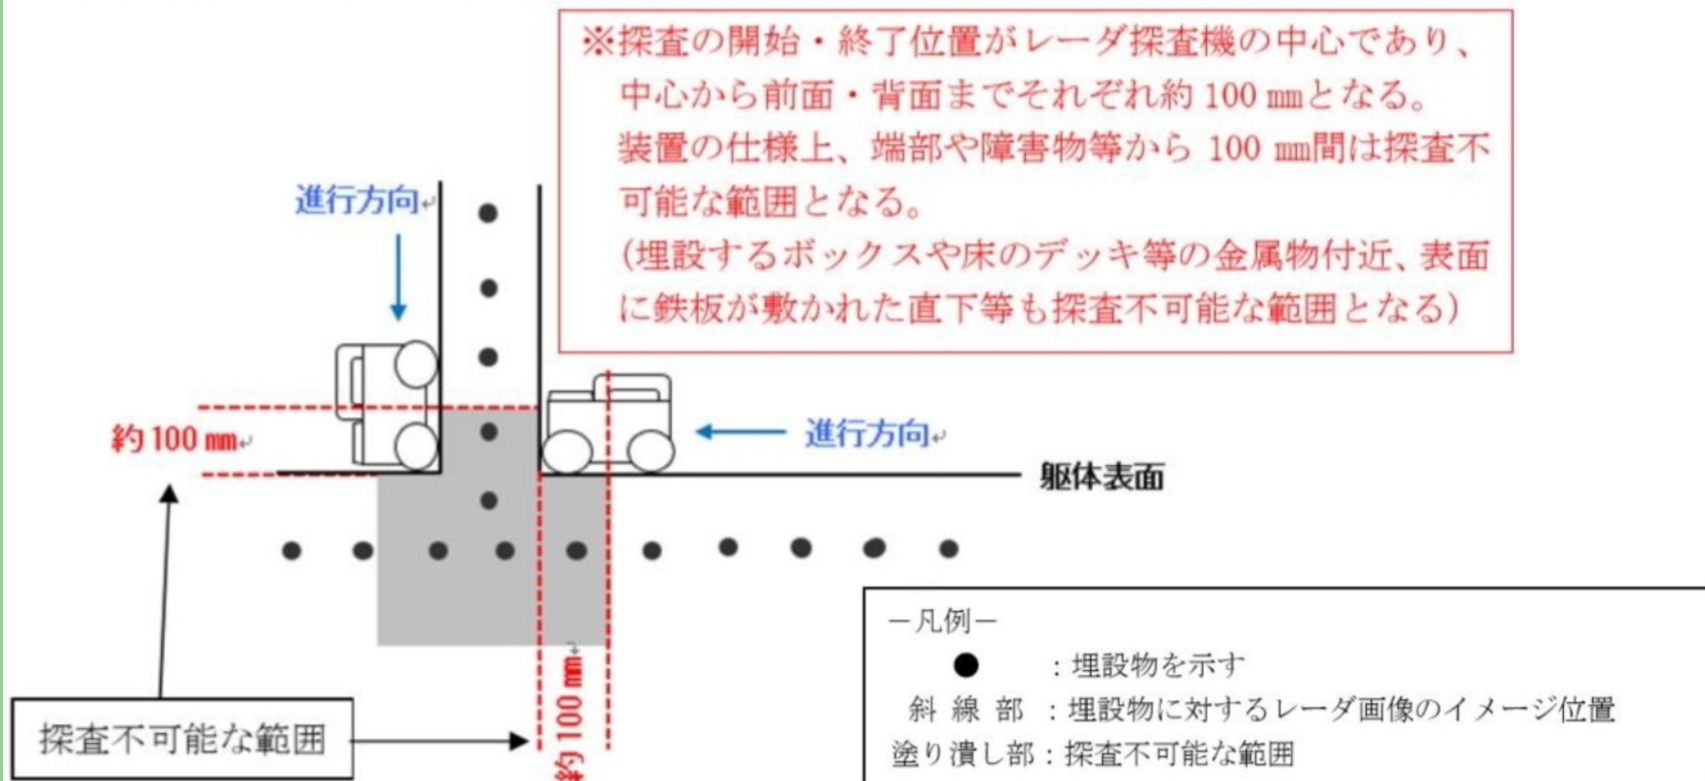 ※探査の開始・終了位置がレーダ探査機の中心であり、
中心から前面・背面までそれぞれ約 100 ㎜となる。
装置の仕様上、端部や障害物等から 100 ㎜間は探査不
可能な範囲となる。
(埋設するボックスや床のデッキ等の金属物付近、表面
に鉄板が敷かれた直下等も探査不可能な範囲となる)
進行方向↵
約 100 ㎜↵
進行方向↵
躯体表面
探査不可能な範囲
約 100 ㎜↵
－凡例－
● ：埋設物を示す
斜 線 部 ：埋設物に対するレーダ画像のイメージ位置
塗り潰し部：探査不可能な範囲